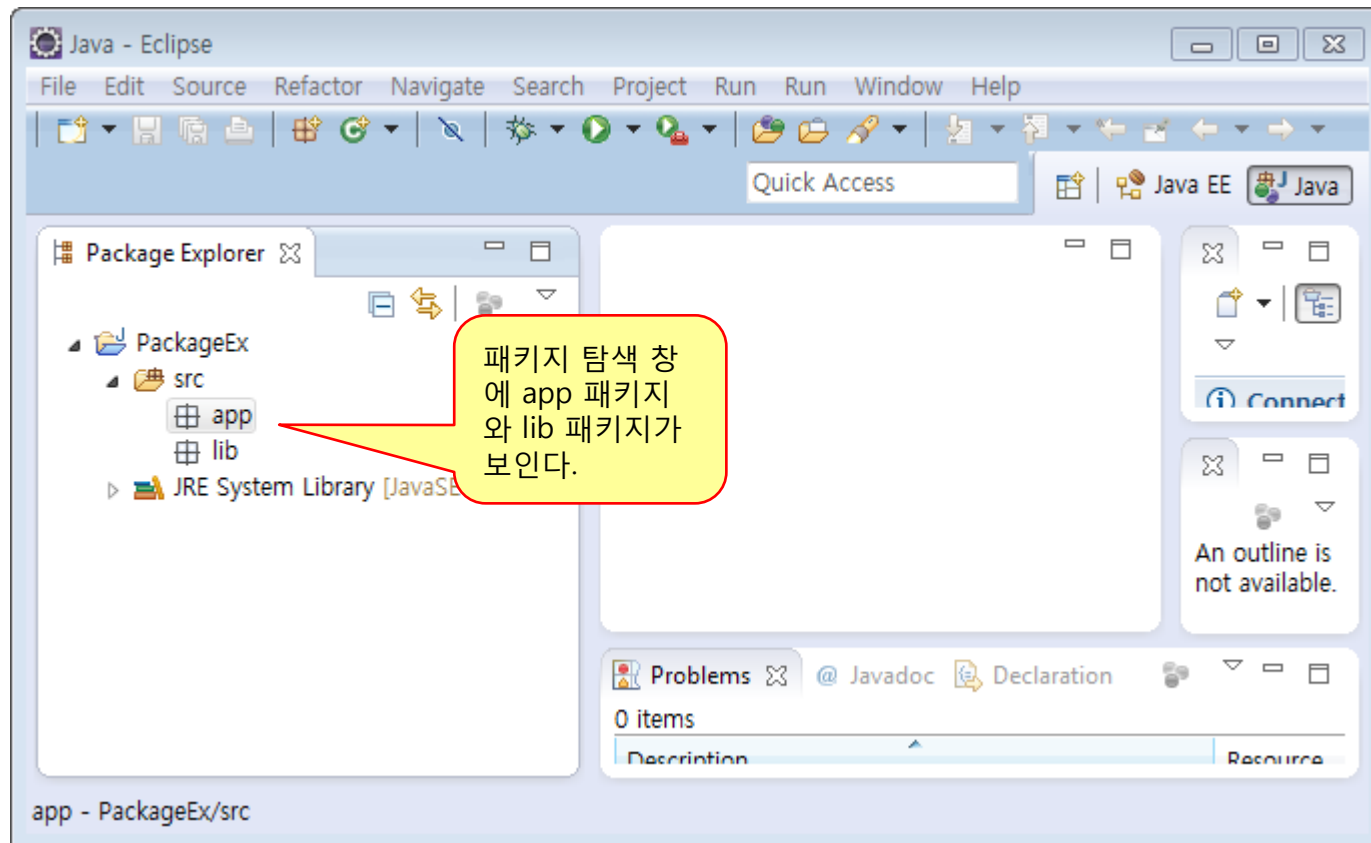 Java - Eclipse
File Edit Source Refactor Navigate Search Project Run Run Window Help
Quick Access
Java EE
Java
Package Explorer
PackageEx
src
app
lib
JRE System Library [JavaSE
패키지 탐색 창
에 app 패키지
와 lib 패키지가
보인다.
Connect
An outline is
not available.
Problems @ Javadoc Declaration
0 items
Description Resource
app - PackageEx/src